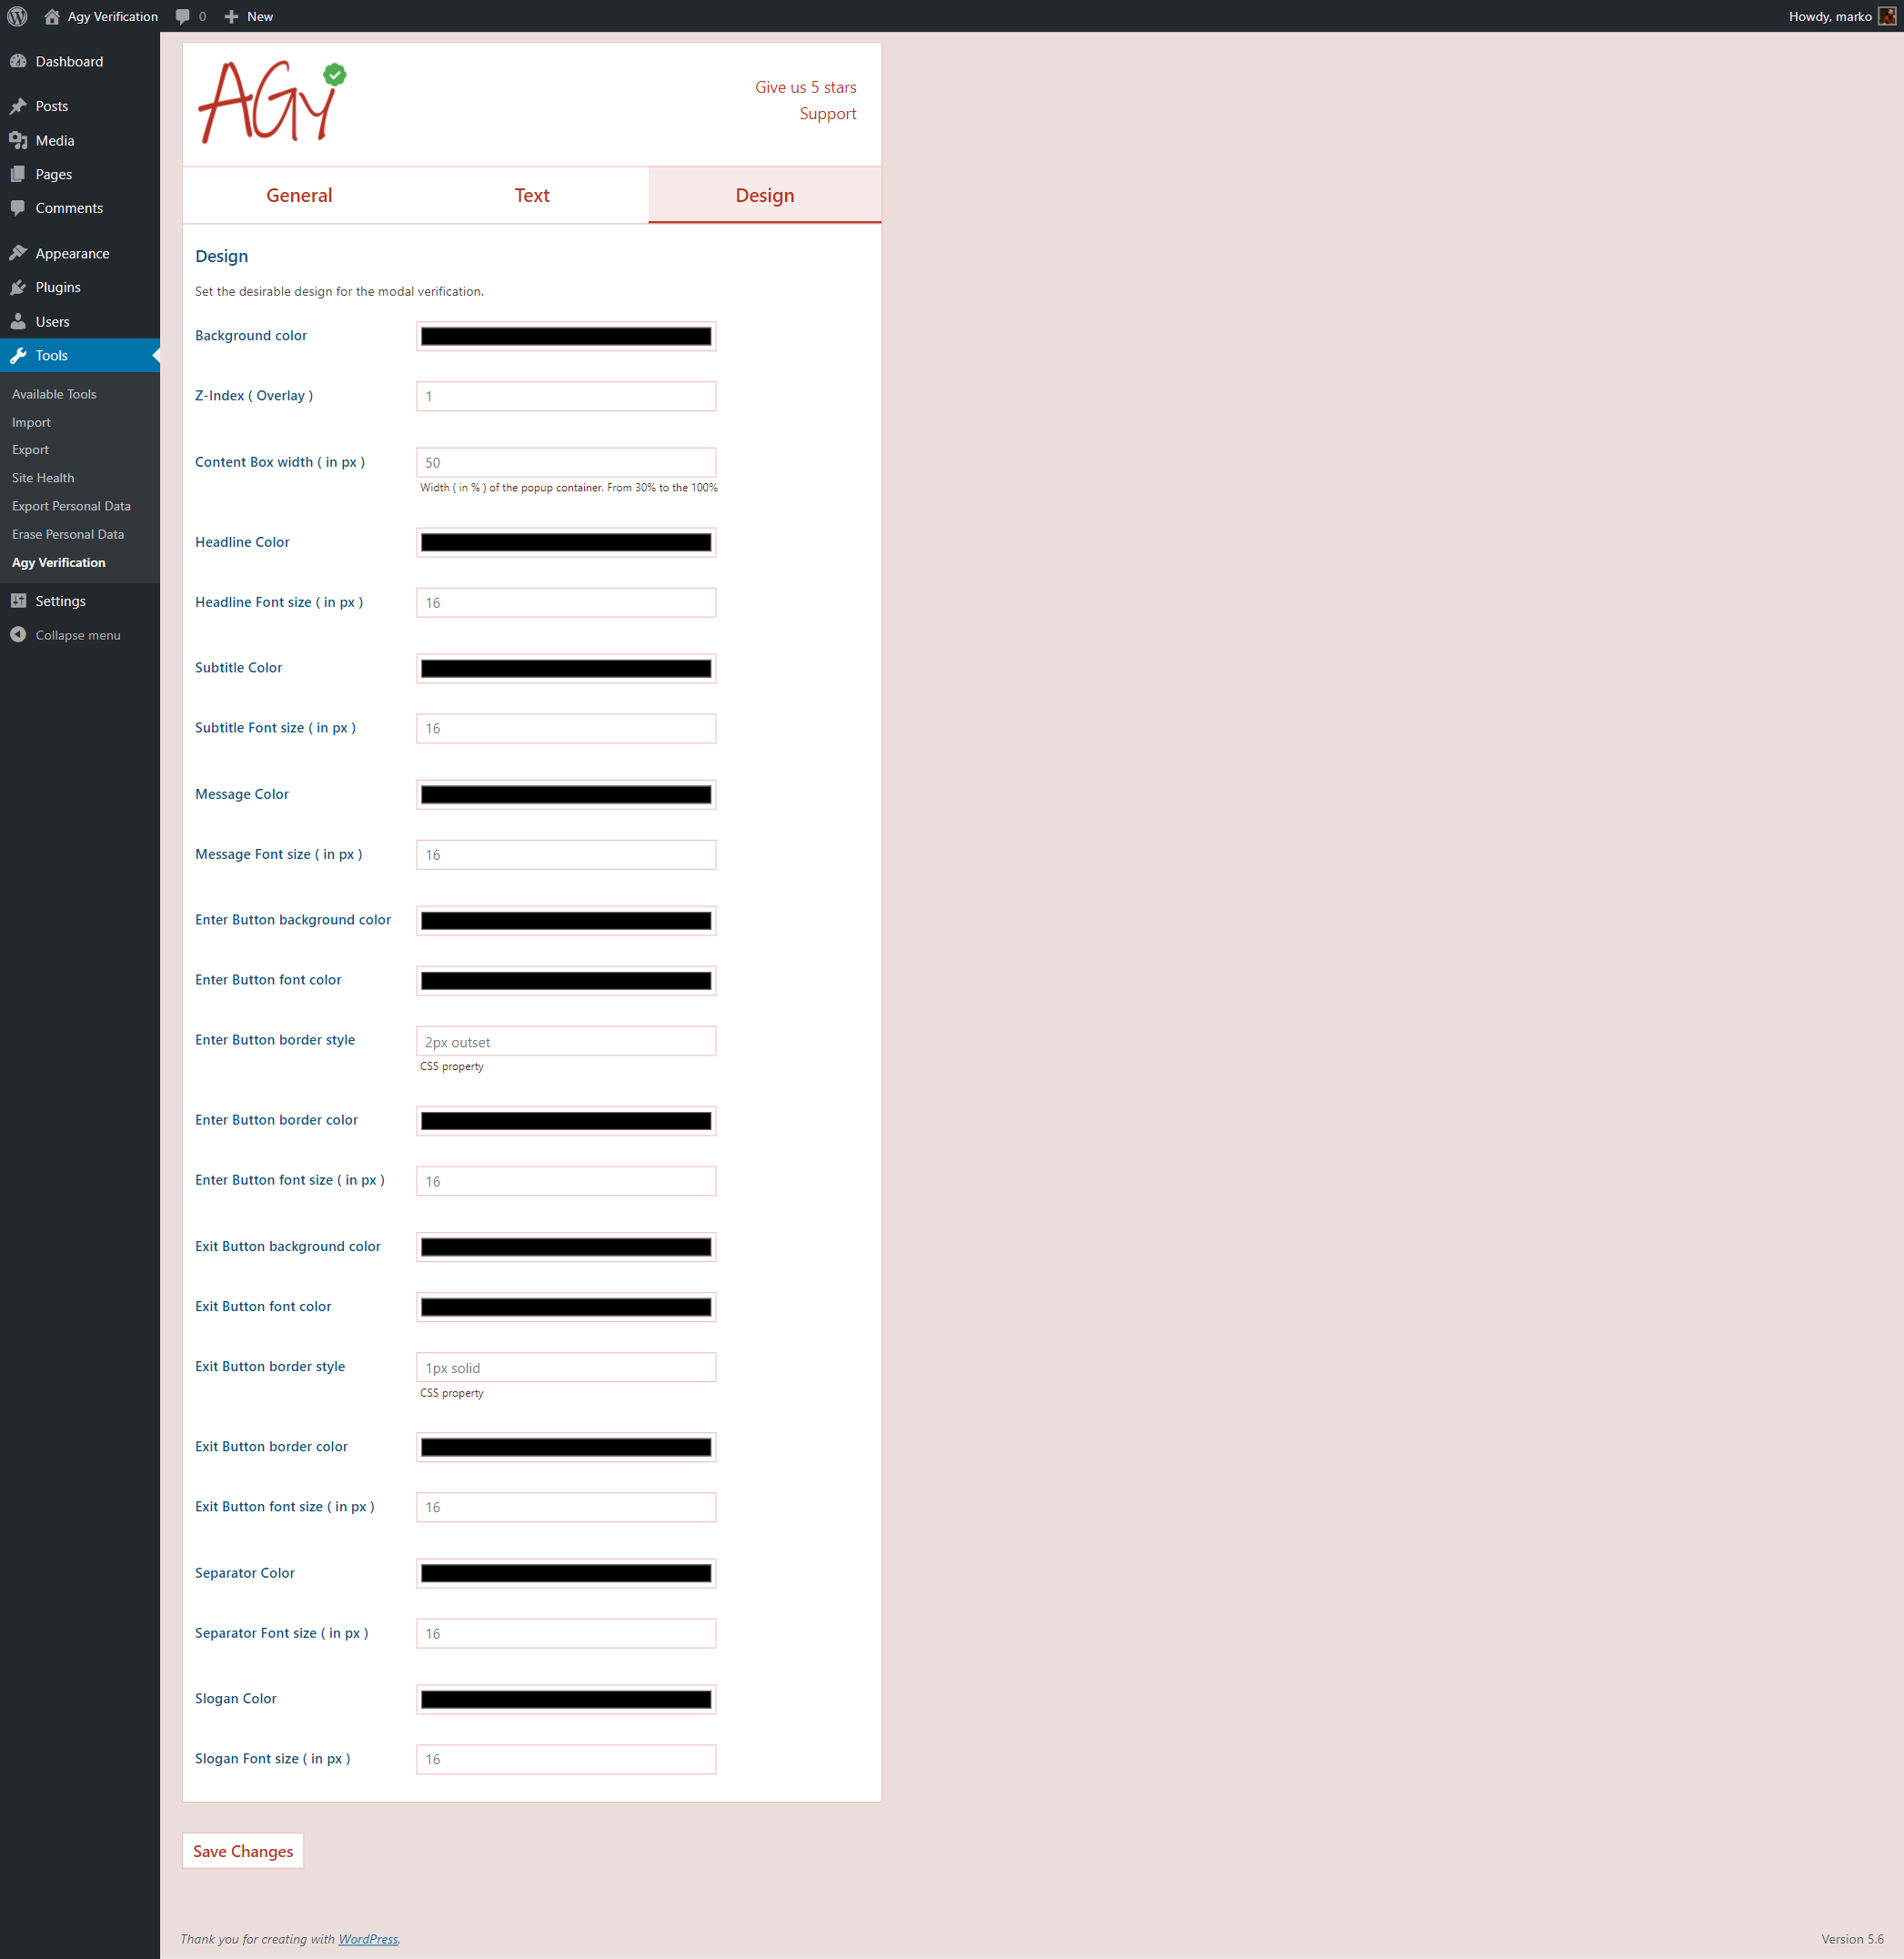 Agy Verification
0
New
Howdy, marko
Dashboard
Posts
Media
Pages
Comments
Appearance
Plugins
Users
Tools
Available Tools
Import
Export
Site Health
Export Personal Data
Erase Personal Data
Agy Verification
Settings
Collapse menu
AGy
Give us 5 stars
Support
General
Text
Design
Design
Set the desirable design for the modal verification.
Background color
Z-Index ( Overlay )
1
Content Box width ( in px )
50
Width ( in % ) of the popup container. From 30% to the 100%
Headline Color
Headline Font size ( in px )
16
Subtitle Color
Subtitle Font size ( in px )
16
Message Color
Message Font size ( in px )
16
Enter Button background color
Enter Button font color
Enter Button border style
2px outset
CSS property
Enter Button border color
Enter Button font size ( in px )
16
Exit Button background color
Exit Button font color
Exit Button border style
1px solid
CSS property
Exit Button border color
Exit Button font size ( in px )
16
Separator Color
Separator Font size ( in px )
16
Slogan Color
Slogan Font size ( in px )
16
Save Changes
Thank you for creating with WordPress.
Version 5.6